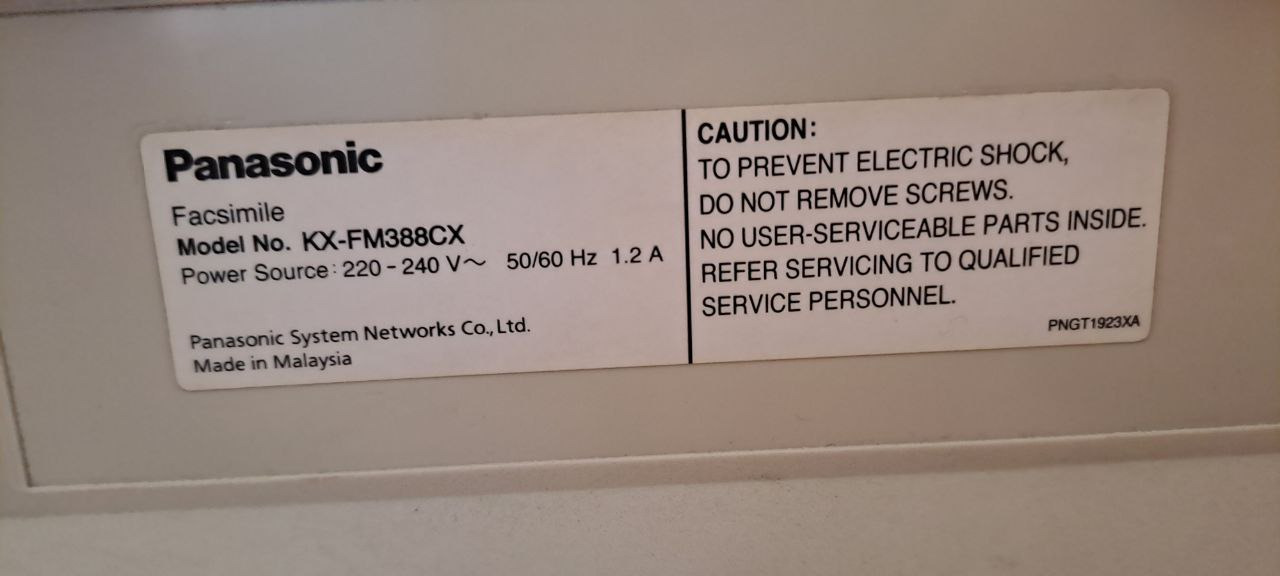 Panasonic
Facsimile
Model No. KX-FM388CX
Power Source : 220 - 240 V～ 50/60 Hz 1.2 A
Panasonic System Networks Co., Ltd.
Made in Malaysia
CAUTION:
TO PREVENT ELECTRIC SHOCK,
DO NOT REMOVE SCREWS.
NO USER-SERVICEABLE PARTS INSIDE.
REFER SERVICING TO QUALIFIED
SERVICE PERSONNEL.
PNGT1923XA